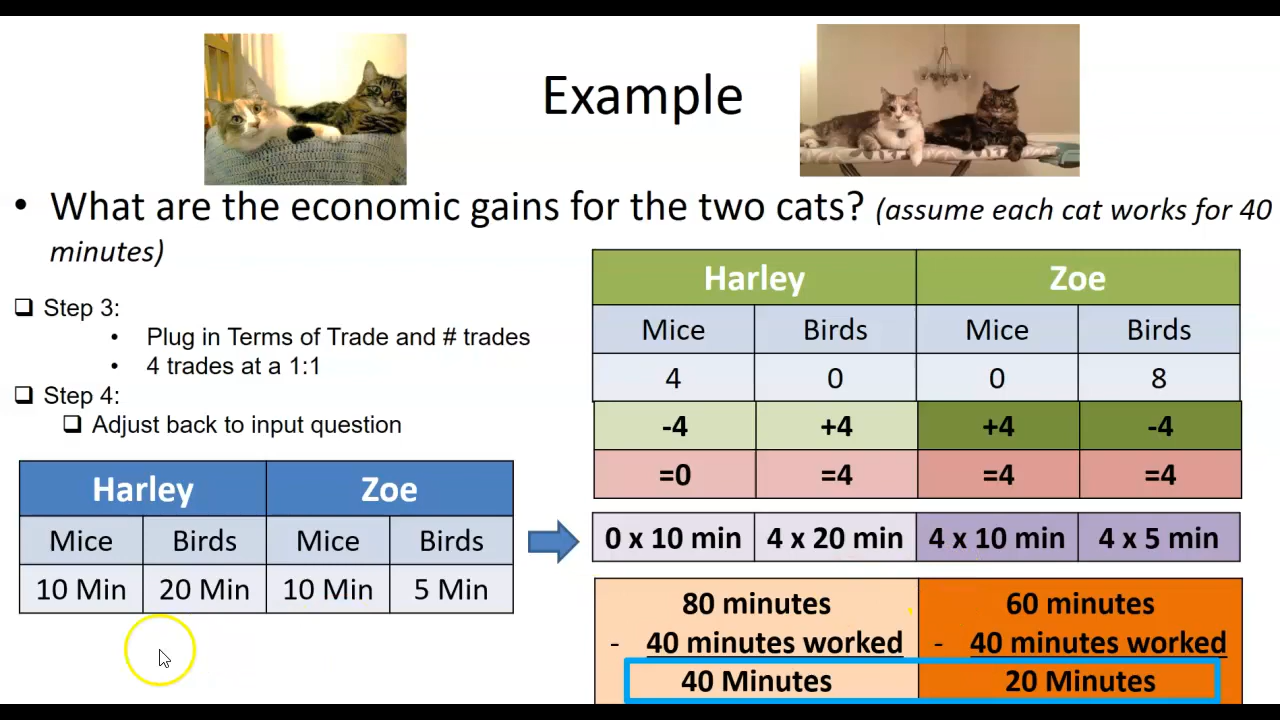 Example
• What are the economic gains for the two cats? (assume each cat works for 40
minutes)
❑ Step 3:
• Plug in Terms of Trade and # trades
• 4 trades at a 1:1
❑ Step 4:
❑ Adjust back to input question
Harley Zoe
Mice Birds Mice Birds
10 Min 20 Min 10 Min 5 Min
Harley Zoe
Mice Birds Mice Birds
4 0 0 8
-4 +4 +4 -4
=0 =4 =4 =4
0 x 10 min 4 x 20 min 4 x 10 min 4 x 5 min
80 minutes 60 minutes
- 40 minutes worked - 40 minutes worked
40 Minutes 20 Minutes